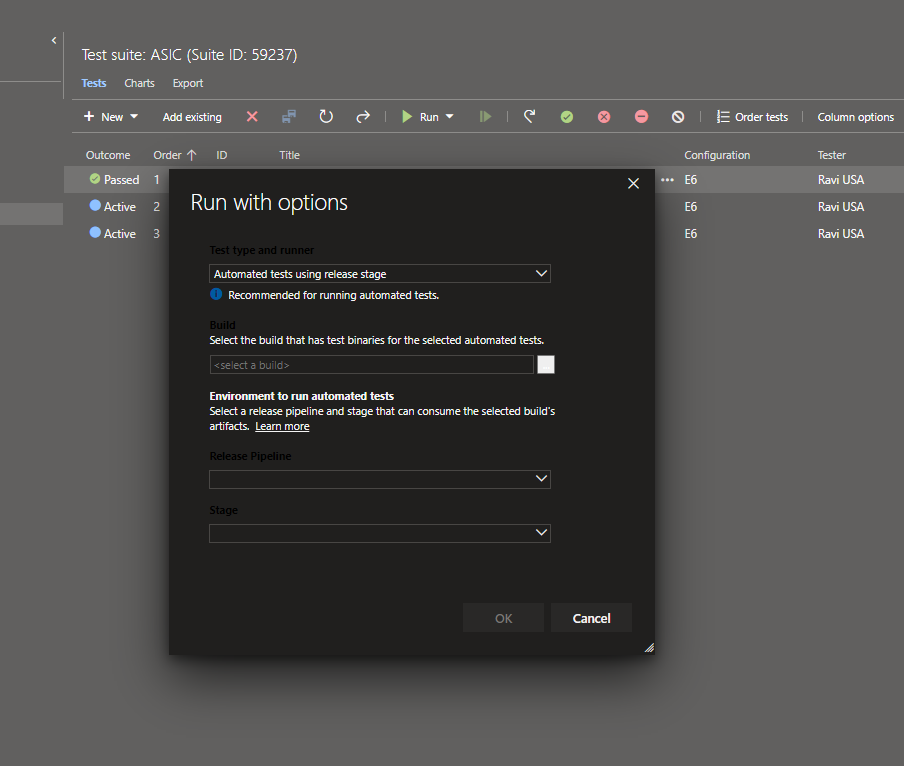 Test suite: ASIC (Suite ID: 59237)
Tests Charts Export
New Add existing Run Order tests Column options
Outcome Order ID Title Configuration Tester
Passed 1 E6 Ravi USA
Active 2 E6 Ravi USA
Active 3 E6 Ravi USA
Run with options
Test type and runner
Automated tests using release stage
Recommended for running automated tests.
Build
Select the build that has test binaries for the selected automated tests.
<select a build>
Environment to run automated tests
Select a release pipeline and stage that can consume the selected build's
artifacts. Learn more
Release Pipeline
Stage
OK Cancel